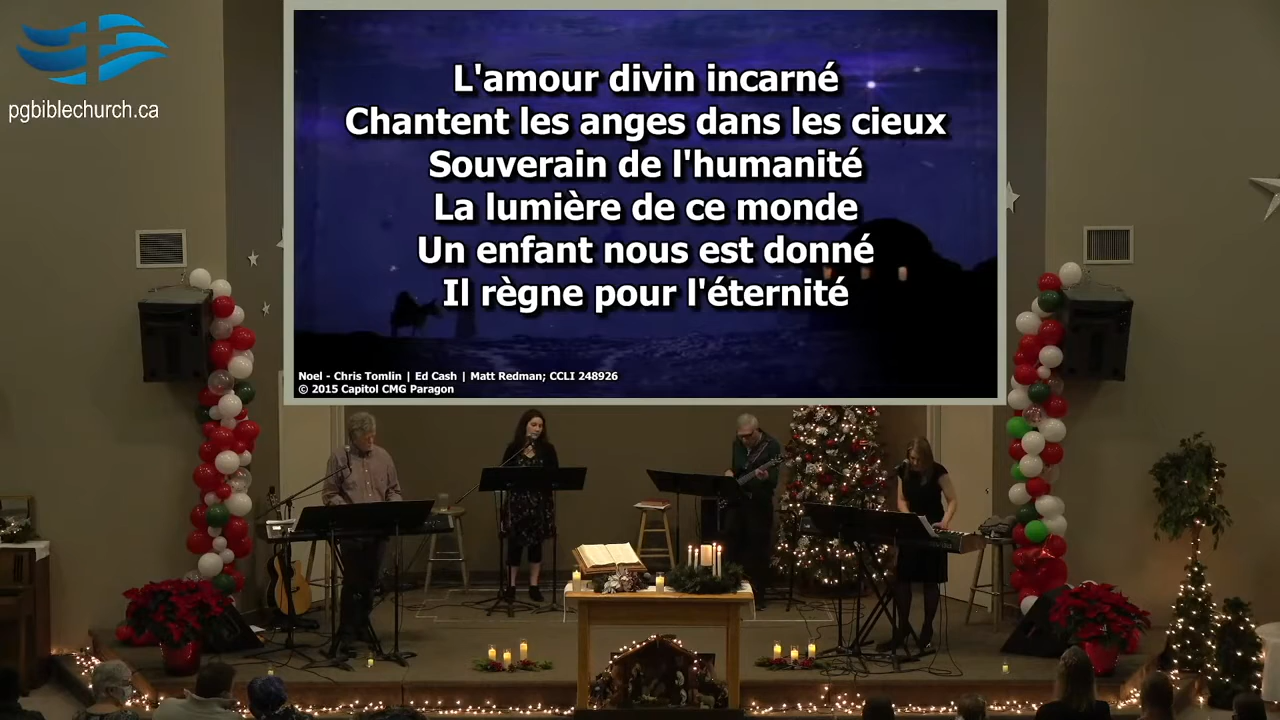 pgbiblechurch.ca
L'amour divin incarné
Chantent les anges dans les cieux
Souverain de l'humanité
La lumière de ce monde
Un enfant nous est donné
Il règne pour l'éternité
Noel - Chris Tomlin | Ed Cash | Matt Redman; CCLI 248926
© 2015 Capitol CMG Paragon